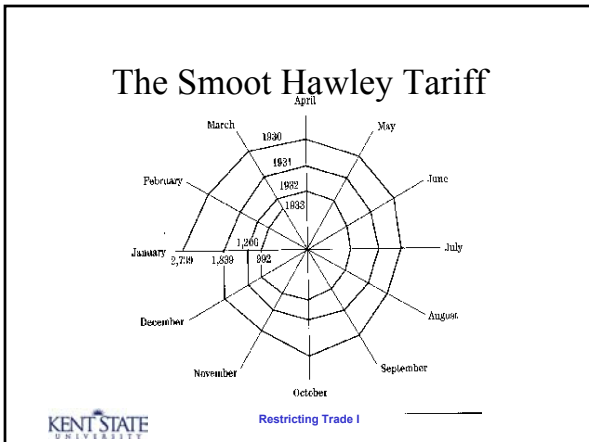 The Smoot Hawley Tariff
April
March
May
1930
1931
February
June
1932
1933
1,200
January
July
2,739
1,839
992
December
August
November
September
October
KENT STATE
UNIVERSITY
Restricting Trade I